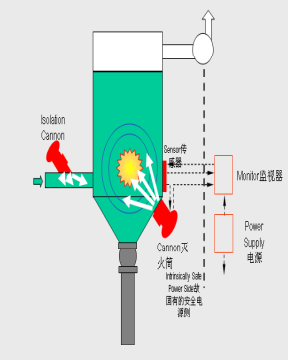 Isolation
Cannon
Sensor传
感器
Monitor监视器
Power
Supply
电源
Cannon灭
火筒
Intrinsically Safe
Power Side故
固有的安全电
源侧